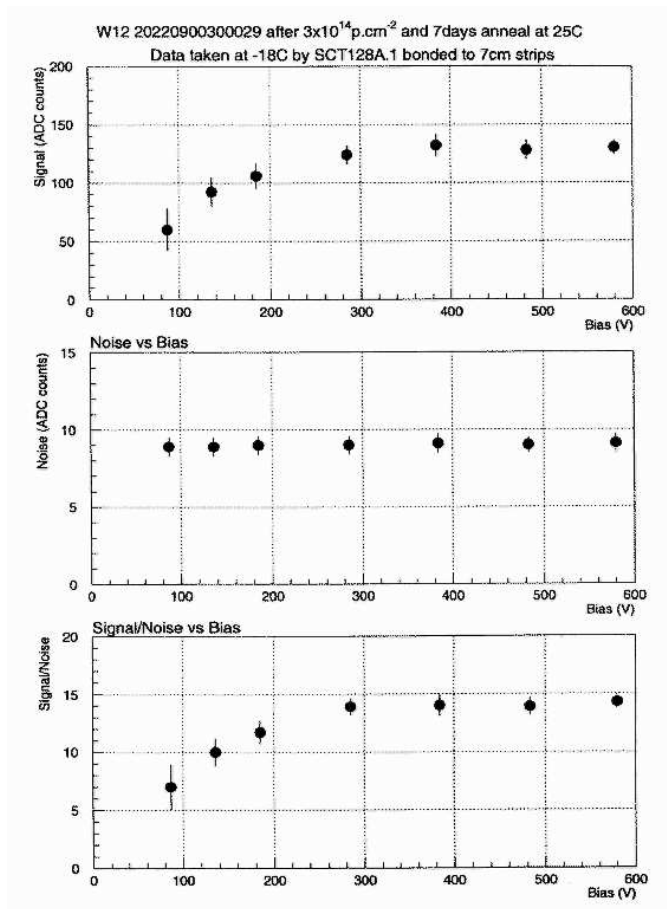 W12 20220900300029 after 3x10¹⁴p.cm⁻² and 7days anneal at 25C
Data taken at -18C by SCT128A.1 bonded to 7cm strips
Signal (ADC counts)
200
150
100
50
0
0 100 200 300 400 500 600
Bias (V)
Noise vs Bias
Noise (ADC counts)
15
10
5
0
0 100 200 300 400 500 600
Bias (V)
Signal/Noise vs Bias
Signal/Noise
20
15
10
5
0
0 100 200 300 400 500 600
Bias (V)